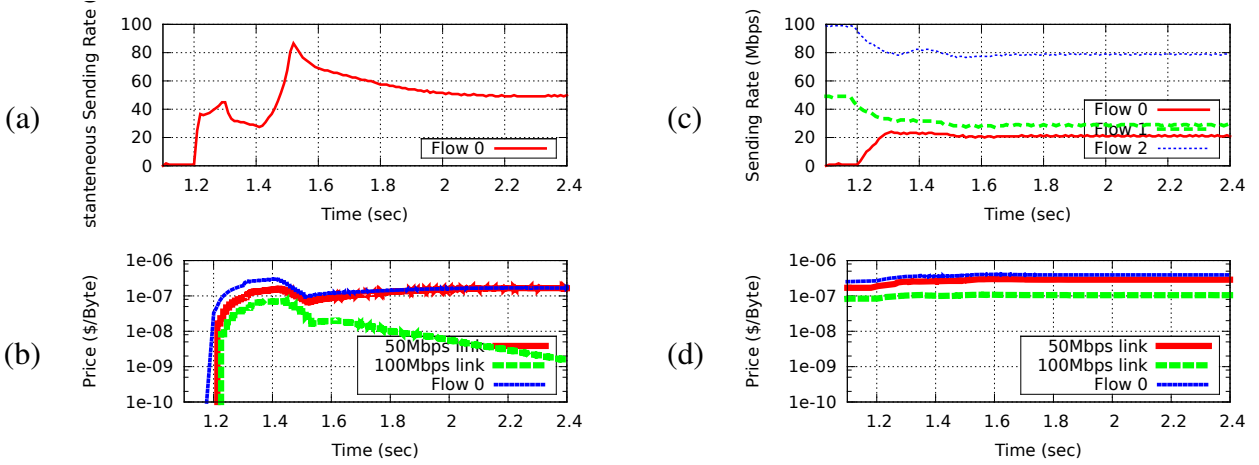 (a)
stanteneous Sending Rate (
100
80
60
40
20
0
1.2 1.4 1.6 1.8 2 2.2 2.4
Time (sec)
Flow 0
(c)
Sending Rate (Mbps)
100
80
60
40
20
0
1.2 1.4 1.6 1.8 2 2.2 2.4
Time (sec)
Flow 0
Flow 1
Flow 2
(b)
Price ($/Byte)
1e-06
1e-07
1e-08
1e-09
1e-10
1.2 1.4 1.6 1.8 2 2.2 2.4
Time (sec)
50Mbps link
100Mbps link
Flow 0
(d)
Price ($/Byte)
1e-06
1e-07
1e-08
1e-09
1e-10
1.2 1.4 1.6 1.8 2 2.2 2.4
Time (sec)
50Mbps link
100Mbps link
Flow 0